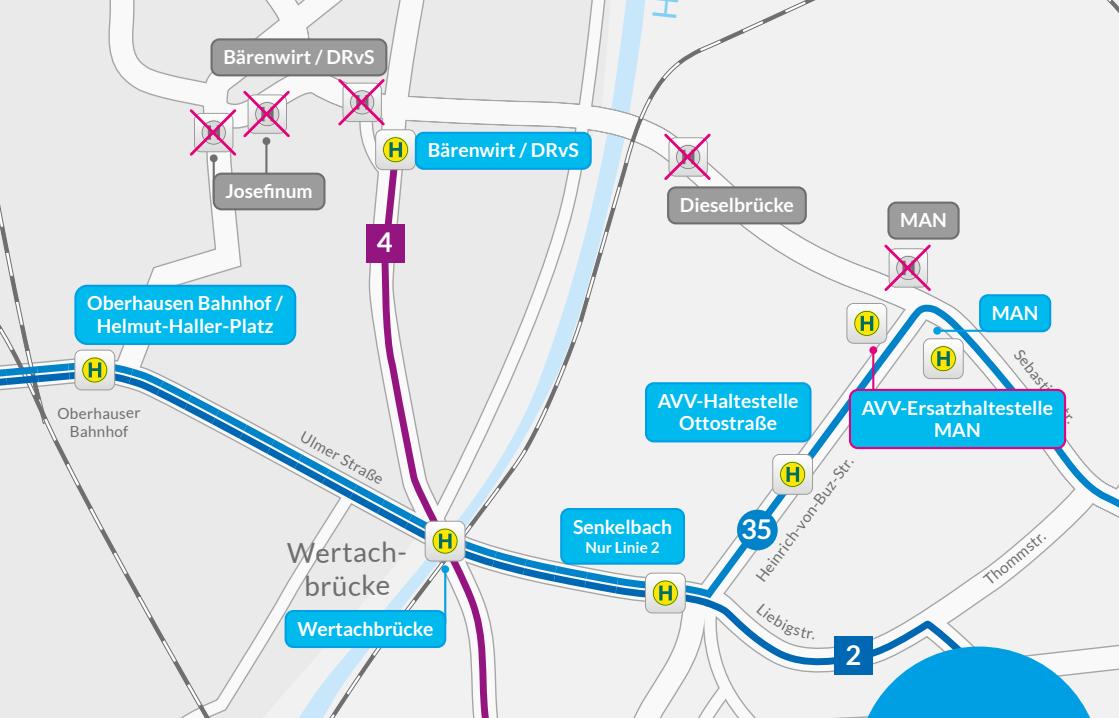 H
Bärenwirt / DRvS
H
H
H
H
Bärenwirt / DRvS
H
Josefinum
Dieselbrücke
MAN
H
4
Oberhausen Bahnhof /
Helmut-Haller-Platz
H
MAN
H
H
Oberhauser
Bahnhof
AVV-Haltestelle
Ottostraße
AVV-Ersatzhaltestelle
MAN
Ulmer Straße
H
35
Heinrich-von-Buz-Str.
Senkelbach
Nur Linie 2
H
Wertach-
brücke
H
Thommstr.
Wertachbrücke
Liebigstr.
2